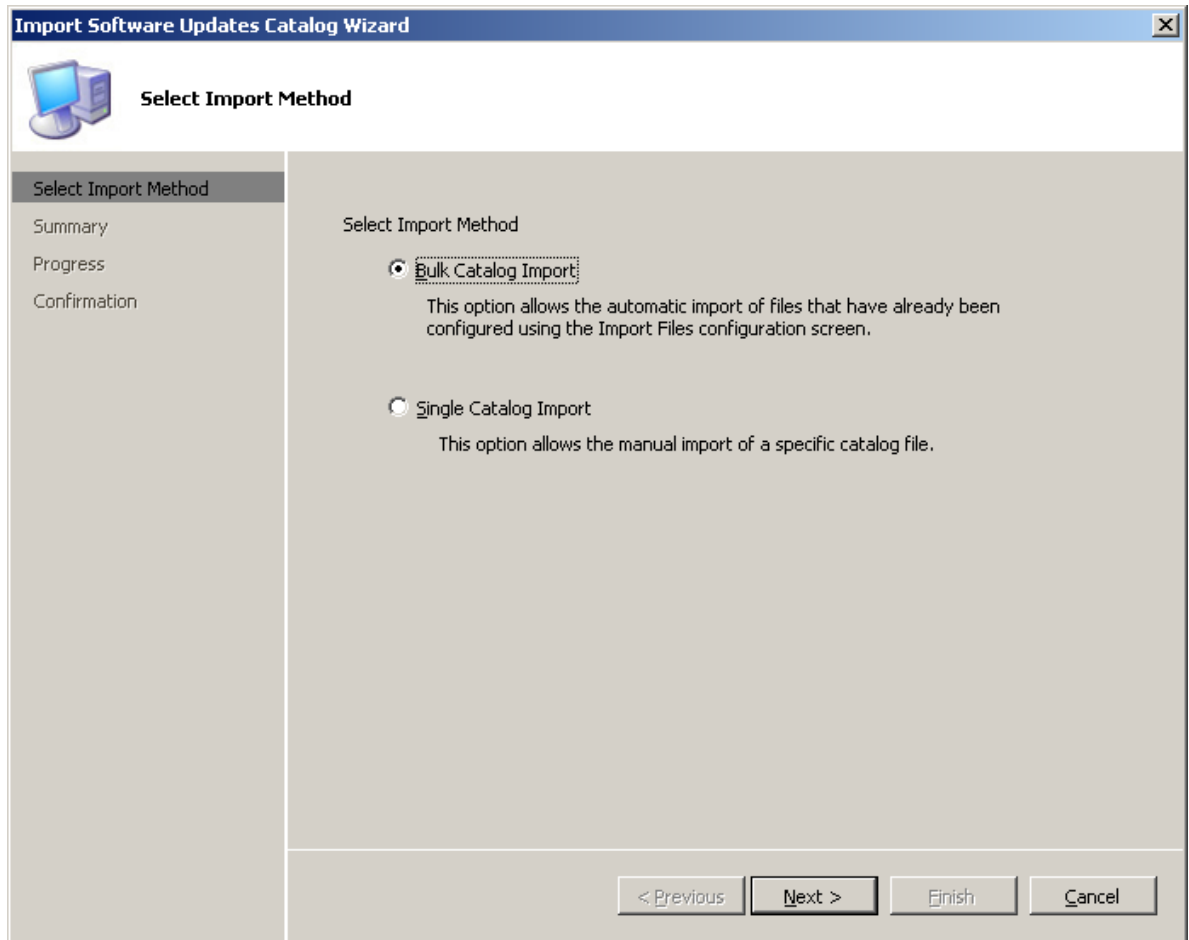 Import Software Updates Catalog Wizard
Select Import Method
Select Import Method
Summary
Progress
Confirmation
Select Import Method
Bulk Catalog Import
This option allows the automatic import of files that have already been
configured using the Import Files configuration screen.
Single Catalog Import
This option allows the manual import of a specific catalog file.
< Previous
Next >
Finish
Cancel